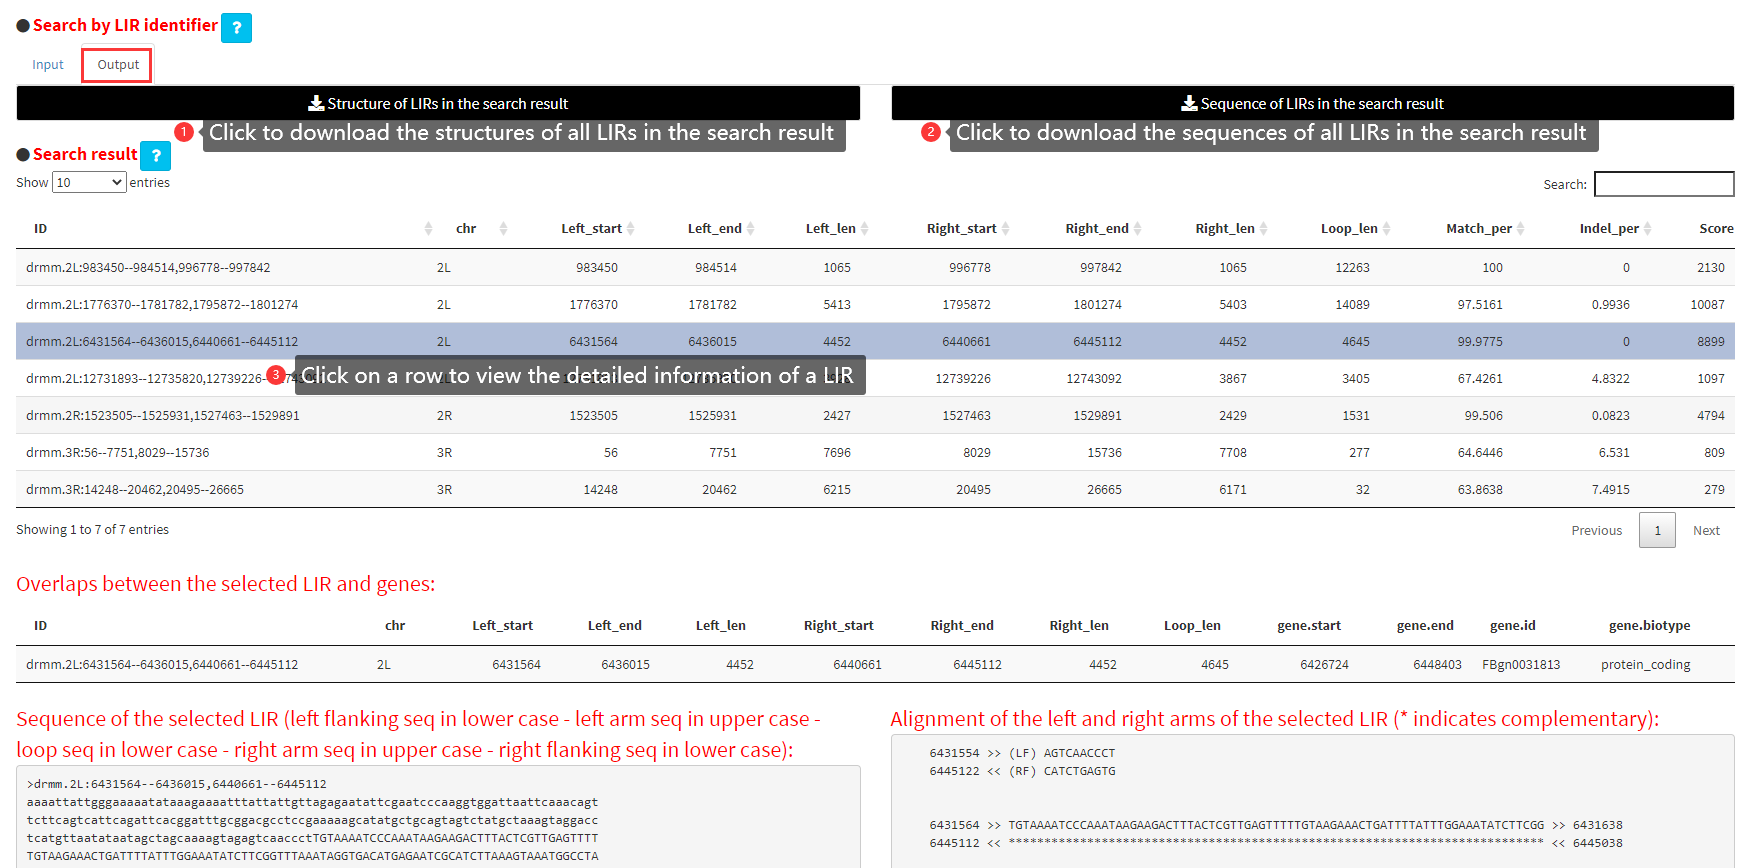 Search by LIR identifier ?
Input Output
Structure of LIRs in the search result Sequence of LIRs in the search result
1 Click to download the structures of all LIRs in the search result 2 Click to download the sequences of all LIRs in the search result
Search result ?
Show 10 entries Search:
ID chr Left_start Left_end Left_len Right_start Right_end Right_len Loop_len Match_per Indel_per Score
drmm.2L:983450--984514,996778--997842 2L 983450 984514 1065 996778 997842 1065 12263 100 0 2130
drmm.2L:1776370--1781782,1795872--1801274 2L 1776370 1781782 5413 1795872 1801274 5403 14089 97.5161 0.9936 10087
drmm.2L:6431564--6436015,6440661--6445112 2L 6431564 6436015 4452 6440661 6445112 4452 4645 99.9775 0 8899
3 Click on a row to view the detailed information of a LIR
drmm.2L:12731893--12735820,12739226-- 12739226 12743092 3867 3405 67.4261 4.8322 1097
drmm.2R:1523505--1525931,1527463--1529891 2R 1523505 1525931 2427 1527463 1529891 2429 1531 99.506 0.0823 4794
drmm.3R:56--7751,8029--15736 3R 56 7751 7696 8029 15736 7708 277 64.6446 6.531 809
drmm.3R:14248--20462,20495--26665 3R 14248 20462 6215 20495 26665 6171 32 63.8638 7.4915 279
Showing 1 to 7 of 7 entries Previous 1 Next
Overlaps between the selected LIR and genes:
ID chr Left_start Left_end Left_len Right_start Right_end Right_len Loop_len gene.start gene.end gene.id gene.biotype
drmm.2L:6431564--6436015,6440661--6445112 2L 6431564 6436015 4452 6440661 6445112 4452 4645 6426724 6448403 FBgn0031813 protein_coding
Sequence of the selected LIR (left flanking seq in lower case - left arm seq in upper case -
loop seq in lower case - right arm seq in upper case - right flanking seq in lower case):
>drmm.2L:6431564--6436015,6440661--6445112
aaaattattgggaaaaatataaagaaaatttattattgttagagaatattcgaatcccaaggtggattaattcaaacagt
tcttcagtcattcagattcacggatttgcggacgcctccgaaaaagcatatgctgcagtagtctatgctaaagtaggacc
tcatgttaatataatagctagcaaaagtagagtcaacccttTGTAAAATCCCAAATAAGAAGACTTTACTCGTTGAGTTTT
TGTAAGAAACTGATTTTATTTGGAAATATCTTCGGTTTAAATAGGTGACATGAGAATCGCATCTTAAAGTAAATGGCCTA
Alignment of the left and right arms of the selected LIR (* indicates complementary):
6431554 >> (LF) AGTCAACCCT
6445122 << (RF) CATCTGAGTG
6431564 >> TGTAAAATCCCAAATAAGAAGACTTTACTCGTTGAGTTTTTGTAAGAAACTGATTTTATTTGGAAATATCTTCGG >> 6431638
6445112 << *************************************************************************** << 6445038